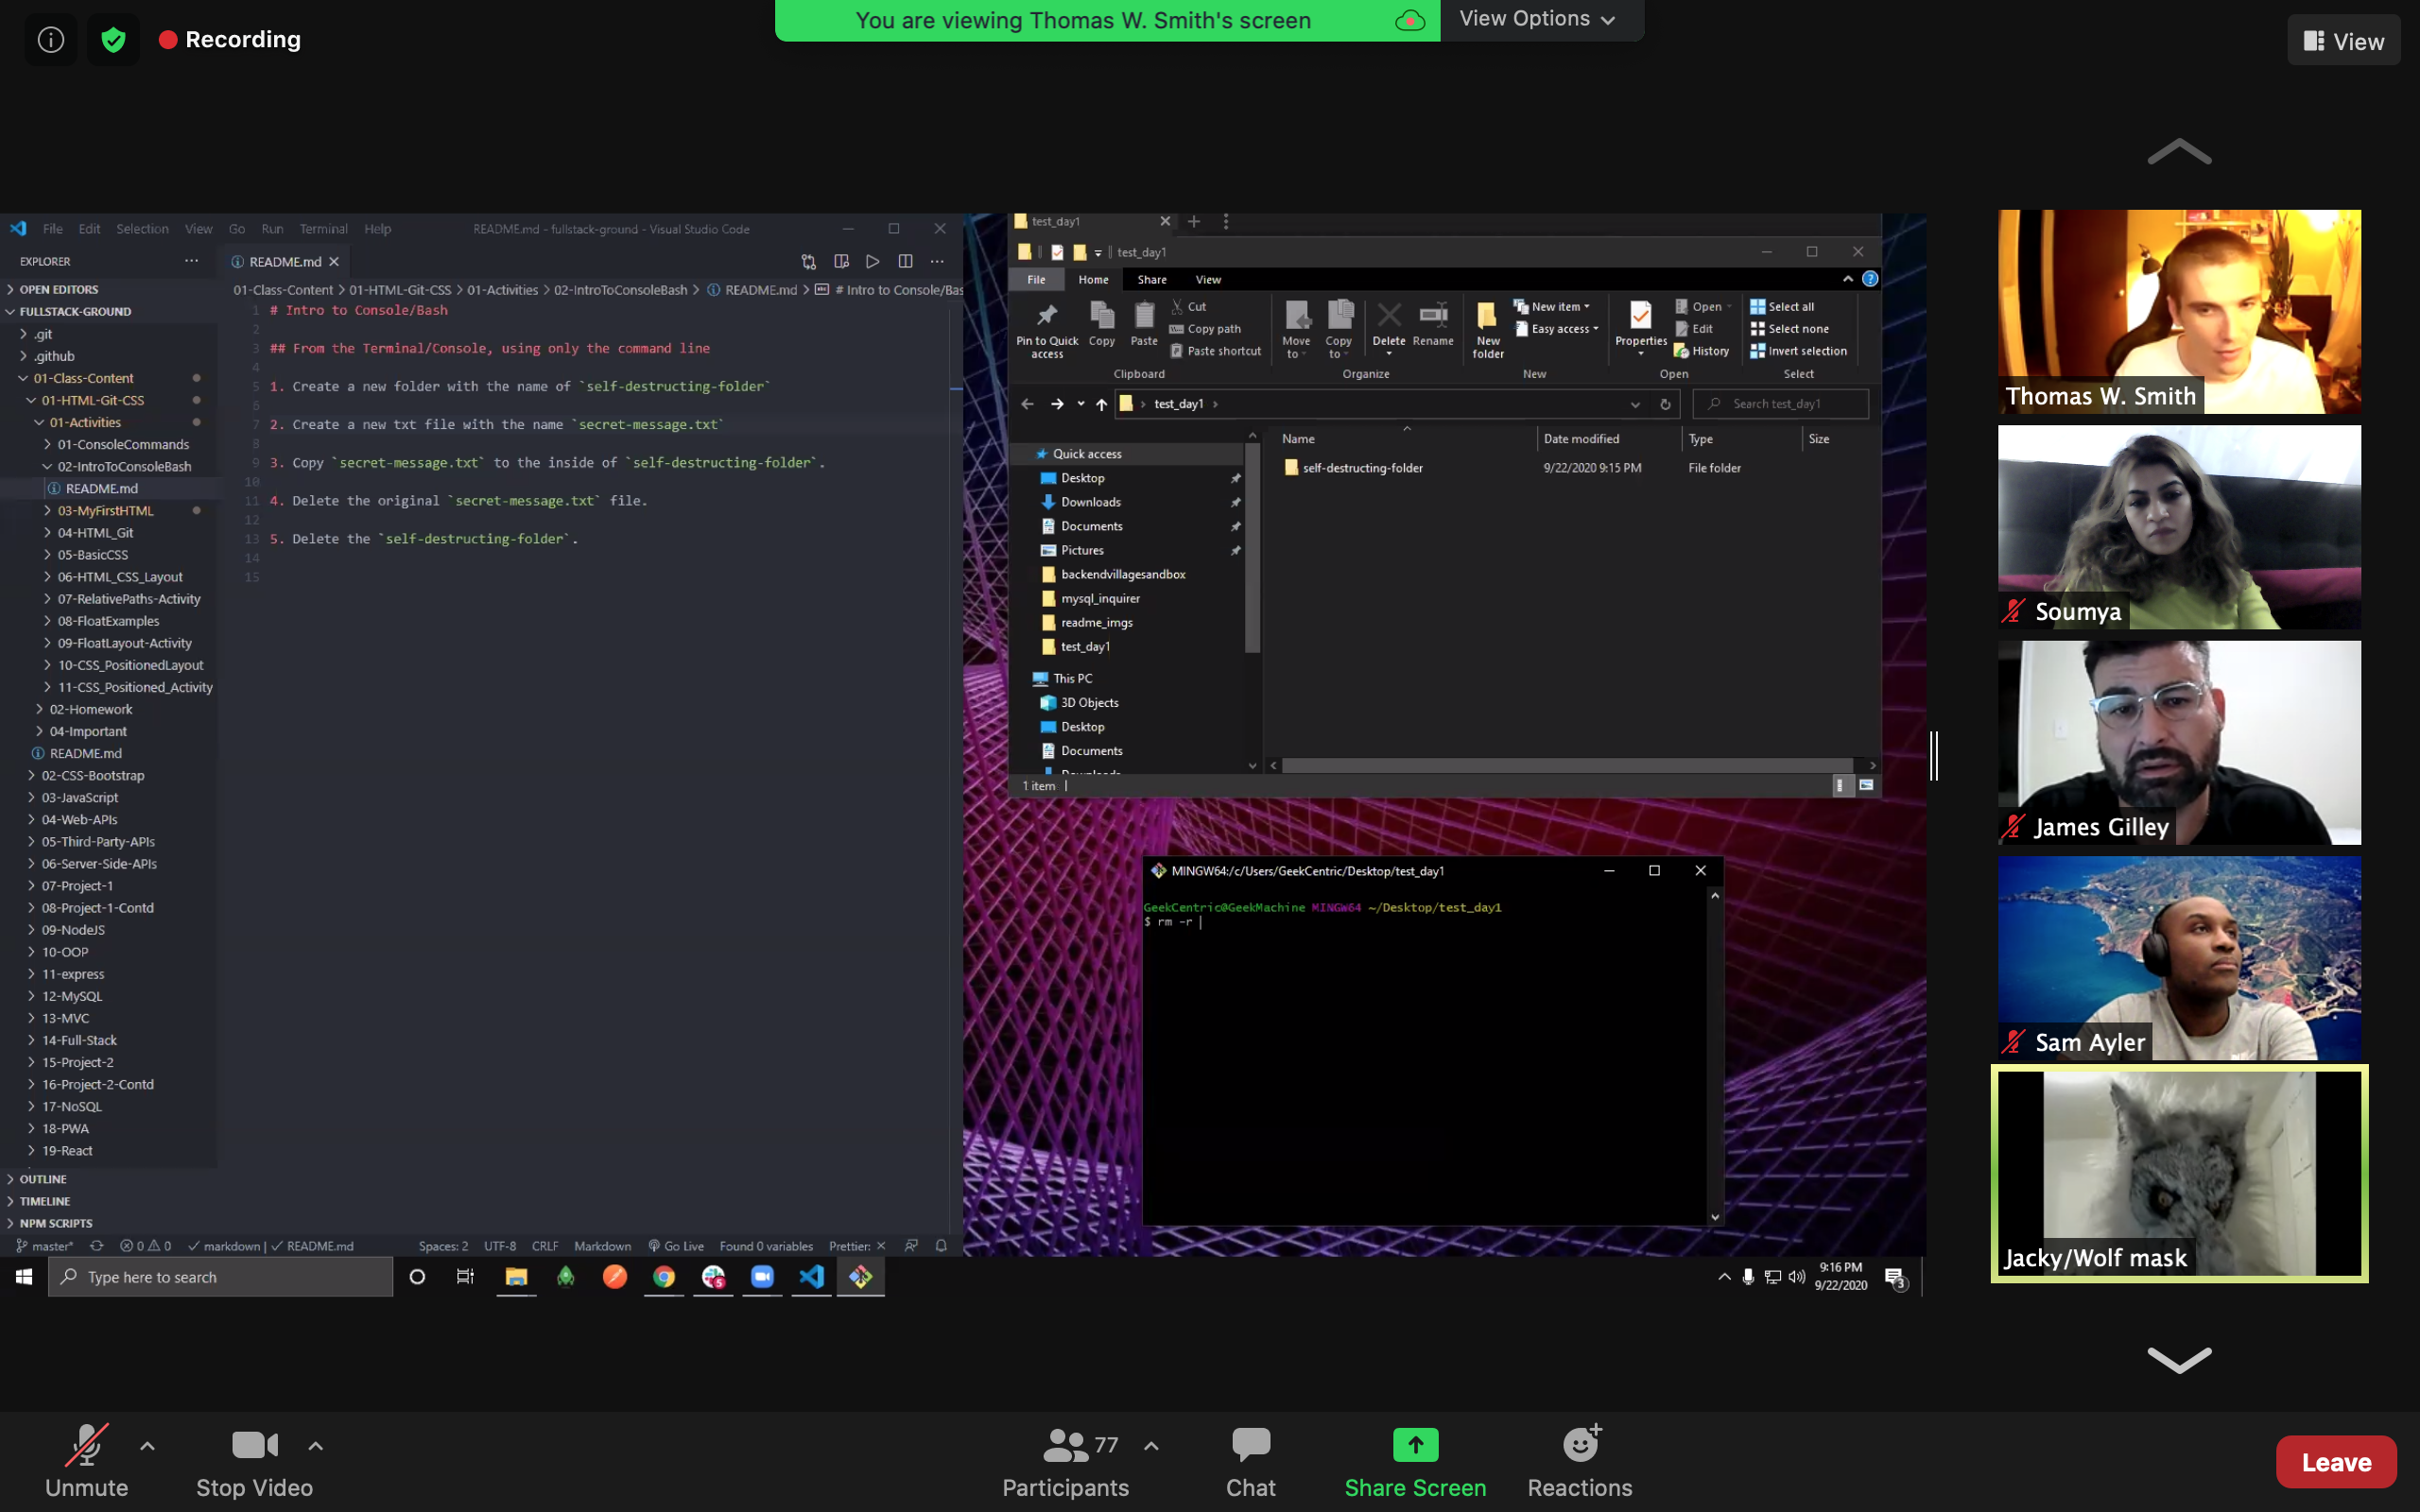 Recording
You are viewing Thomas W. Smith's screen
View Options
View
File Edit Selection View Go Run Terminal Help
README.md - fullstack-ground - Visual Studio Code
EXPLORER
README.md
OPEN EDITORS
01-Class-Content > 01-HTML-Git-CSS > 01-Activities > 02-IntroToConsoleBash > README.md > # Intro to Console/Bas
FULLSTACK-GROUND
.git
.github
01-Class-Content
01-HTML-Git-CSS
01-Activities
01-ConsoleCommands
02-IntroToConsoleBash
README.md
03-MyFirstHTML
04-HTML_Git
05-BasicCSS
06-HTML_CSS_Layout
07-RelativePaths-Activity
08-FloatExamples
09-FloatLayout-Activity
10-CSS_PositionedLayout
11-CSS_Positioned_Activity
02-Homework
04-Important
README.md
02-CSS-Bootstrap
03-JavaScript
04-Web-APIs
05-Third-Party-APIs
06-Server-Side-APIs
07-Project-1
08-Project-1-Contd
09-NodeJS
10-OOP
11-express
12-MySQL
13-MVC
14-Full-Stack
15-Project-2
16-Project-2-Contd
17-NoSQL
18-PWA
19-React
OUTLINE
TIMELINE
NPM SCRIPTS
1 # Intro to Console/Bash
2
3 ## From the Terminal/Console, using only the command line
4
5 1. Create a new folder with the name of `self-destructing-folder`
6
7 2. Create a new txt file with the name `secret-message.txt`
8
9 3. Copy `secret-message.txt` to the inside of `self-destructing-folder`.
10
11 4. Delete the original `secret-message.txt` file.
12
13 5. Delete the `self-destructing-folder`.
14
15
master* 0 0 markdown | README.md Spaces: 2 UTF-8 CRLF Markdown Go Live Found 0 variables Prettier:
test_day1
test_day1
File Home Share View
Pin to Quick access
Copy
Paste
Cut
Copy path
Paste shortcut
Clipboard
Move to
Copy to
Delete
Rename
Organize
New folder
New item
Easy access
New
Properties
Open
Edit
History
Open
Select all
Select none
Invert selection
Select
test_day1
Search test_day1
Name Date modified Type Size
self-destructing-folder 9/22/2020 9:15 PM File folder
Quick access
Desktop
Downloads
Documents
Pictures
backendvillagesandbox
mysql_inquirer
readme_imgs
test_day1
This PC
3D Objects
Desktop
Documents
Downloads
1 item
MINGW64:/c/Users/GeekCentric/Desktop/test_day1
GeekCentric@GeekMachine MINGW64 ~/Desktop/test_day1
$ rm -r
Type here to search
5
9:16 PM
9/22/2020
3
Thomas W. Smith
Soumya
James Gilley
Sam Ayler
Jacky/Wolf mask
Unmute
Stop Video
77
Participants
Chat
Share Screen
Reactions
Leave